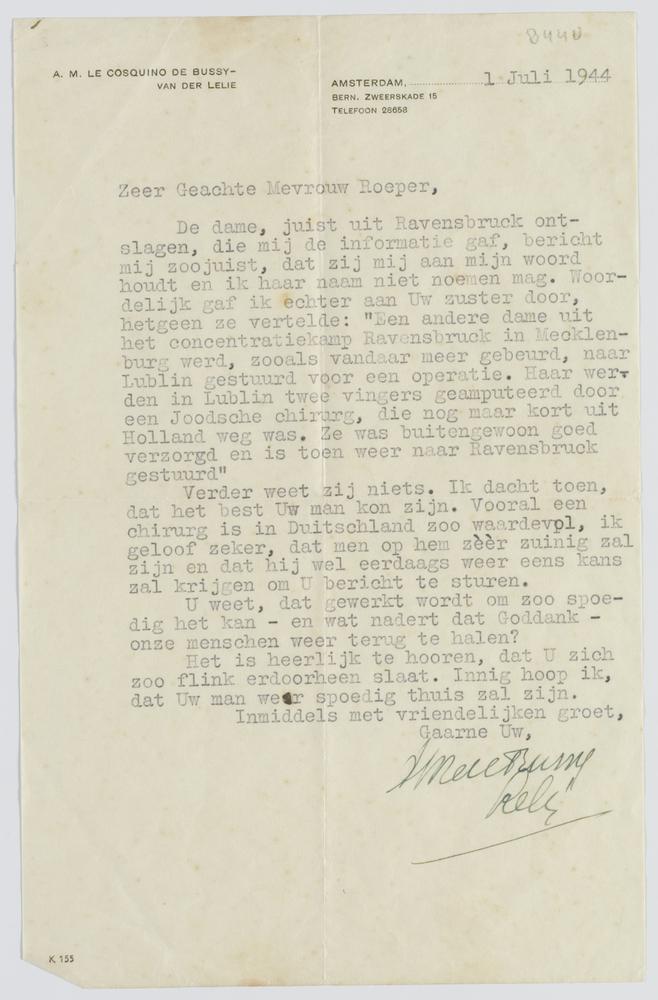 8440
A. M. LE COSQUINO DE BUSSY-
VAN DER LELIE
AMSTERDAM, 1 Juli 1944
BERN. ZWEERSKADE 15
TELEFOON 28658
Zeer Geachte Mevrouw Roeper,
De dame, juist uit Ravensbruck ont-
slagen, die mij de informatie gaf, bericht
mij zoojuist, dat zij mij aan mijn woord
houdt en ik haar naam niet noemen mag. Woor-
delijk gaf ik echter aan Uw zuster door,
hetgeen ze vertelde: "Een andere dame uit
het concentratiekamp Ravensbruck in Mecklen-
burg werd, zooals vandaar meer gebeurd, naar
Lublin gestuurd voor een operatie. Haar wer-
den in Lublin twee vingers geamputeerd door
een Joodsche chirurg, die nog maar kort uit
Holland weg was. Ze was buitengewoon goed
verzorgd en is toen weer naar Ravensbruck
gestuurd"
Verder weet zij niets. Ik dacht toen,
dat het best Uw man kon zijn. Vooral een
chirurg is in Duitschland zoo waardevol, ik
geloof zeker, dat men op hem zèèr zuinig zal
zijn en dat hij wel eerdaags weer eens kans
zal krijgen om U bericht te sturen.
U weet, dat gewerkt wordt om zoo spoe-
dig het kan - en wat nadert dat Goddank -
onze menschen weer terug te halen?
Het is heerlijk te hooren, dat U zich
zoo flink erdoorheen slaat. Innig hoop ik,
dat Uw man weer spoedig thuis zal zijn.
Inmiddels met vriendelijken groet,
Gaarne Uw,
K 155